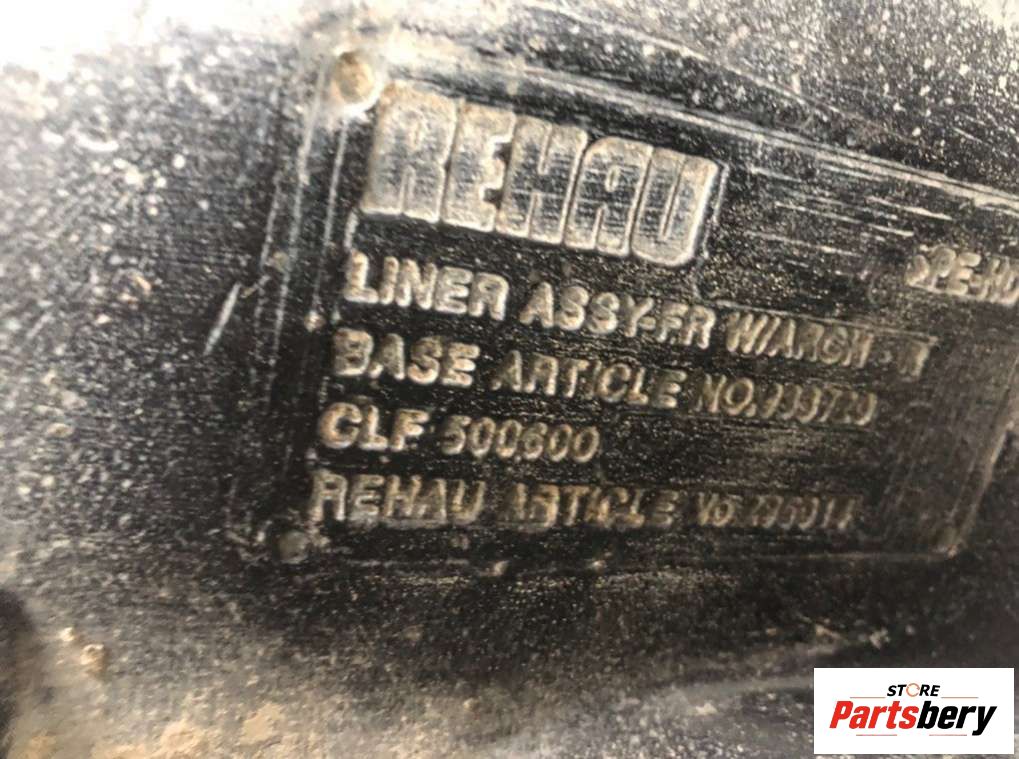 REHAU
LINER ASSY-FR W/ARCH
BASE ARTICLE NO.
CLF 500600
REHAU ARTICLE
STORE
Partsbery